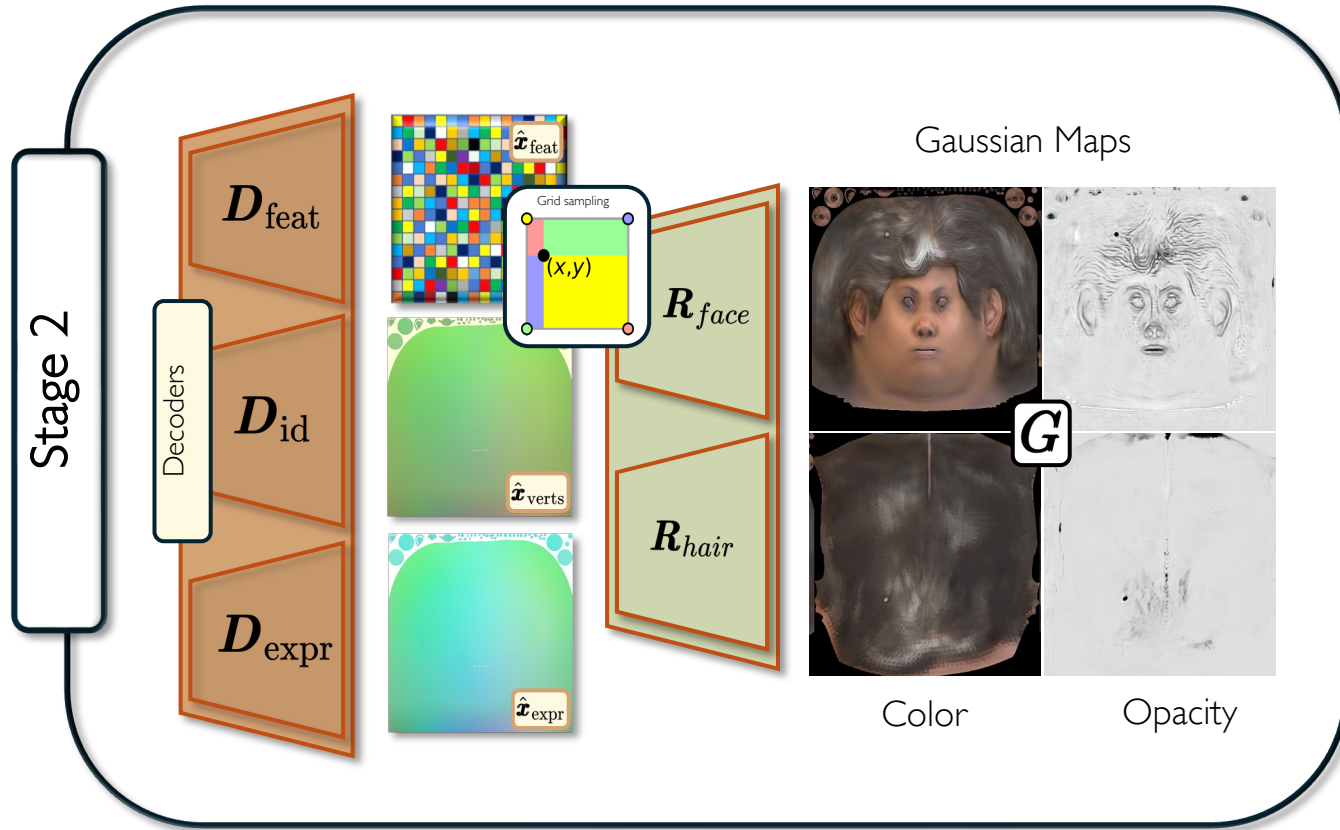 Stage 2
Decoders
D_feat
D_id
D_expr
x̂_feat
Grid sampling
(x,y)
x̂_verts
x̂_expr
R_face
R_hair
Gaussian Maps
G
Color
Opacity